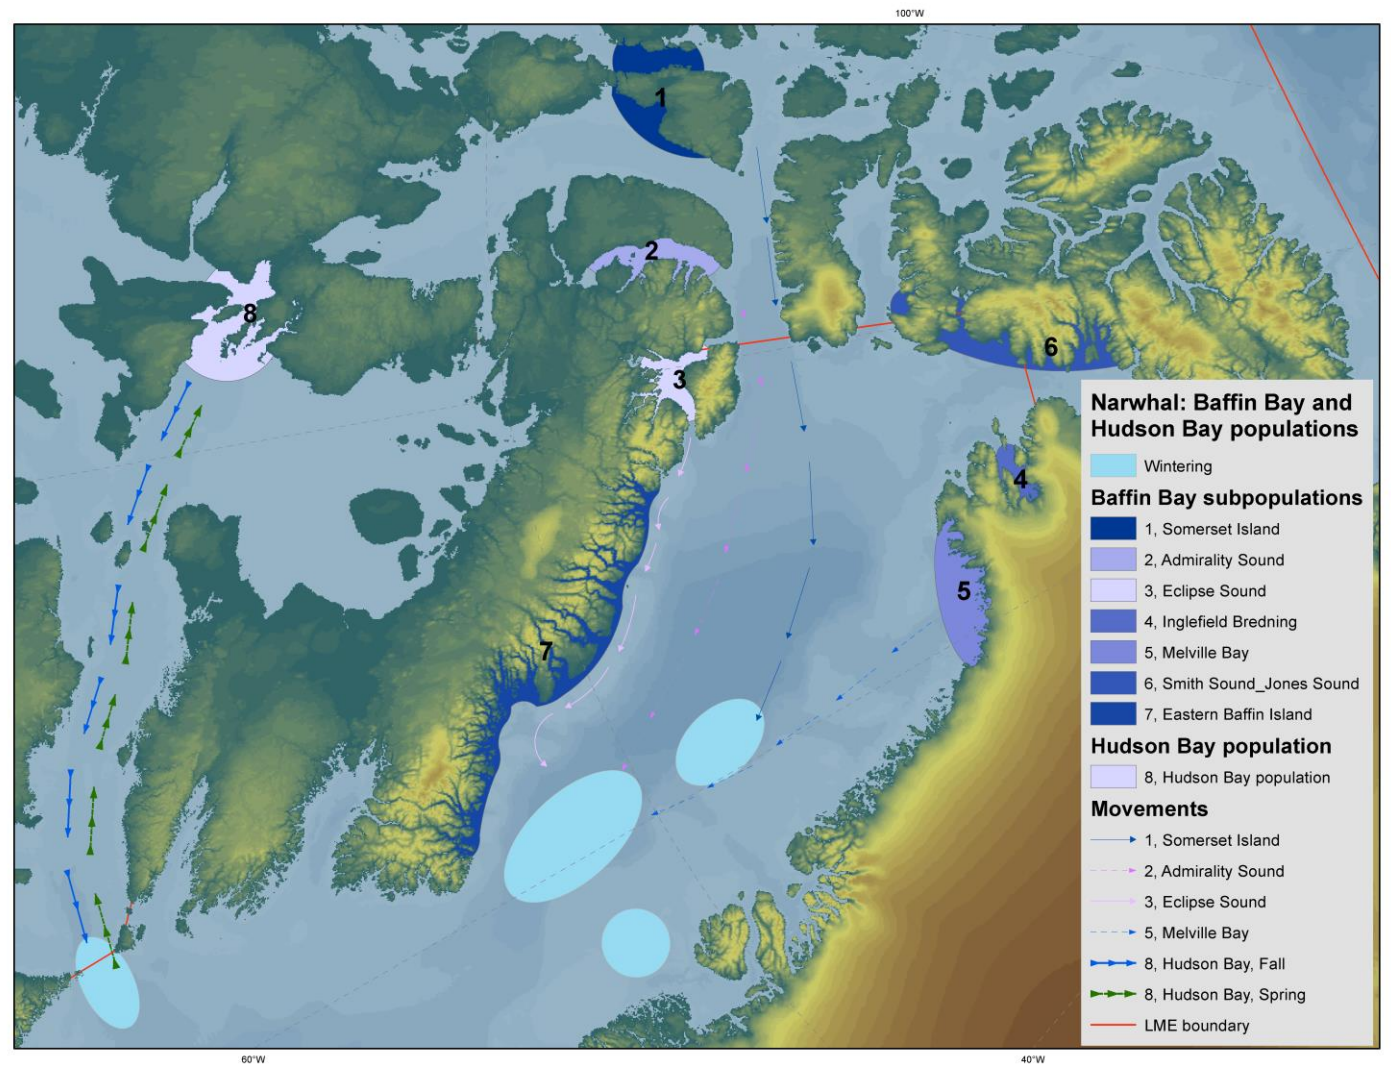 100°W
1
2
8
3
6
4
5
7
Narwhal: Baffin Bay and
Hudson Bay populations
Wintering
Baffin Bay subpopulations
1, Somerset Island
2, Admirality Sound
3, Eclipse Sound
4, Inglefield Bredning
5, Melville Bay
6, Smith Sound_Jones Sound
7, Eastern Baffin Island
Hudson Bay population
8, Hudson Bay population
Movements
1, Somerset Island
2, Admirality Sound
3, Eclipse Sound
5, Melville Bay
8, Hudson Bay, Fall
8, Hudson Bay, Spring
LME boundary
60°W
40°W